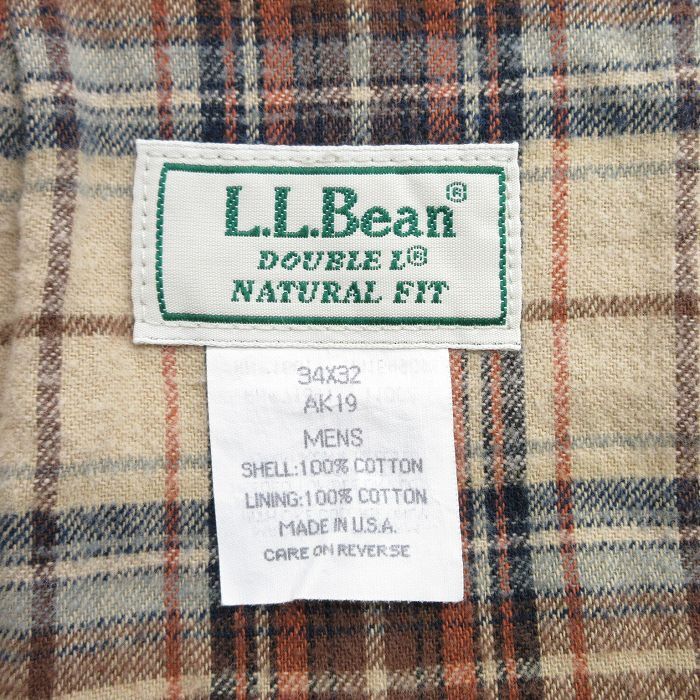 L.L.Bean®
DOUBLE L®
NATURAL FIT
34X32
AK19
MENS
SHELL:100% COTTON
LINING:100% COTTON
MADE IN U.S.A.
CARE ON REVERSE